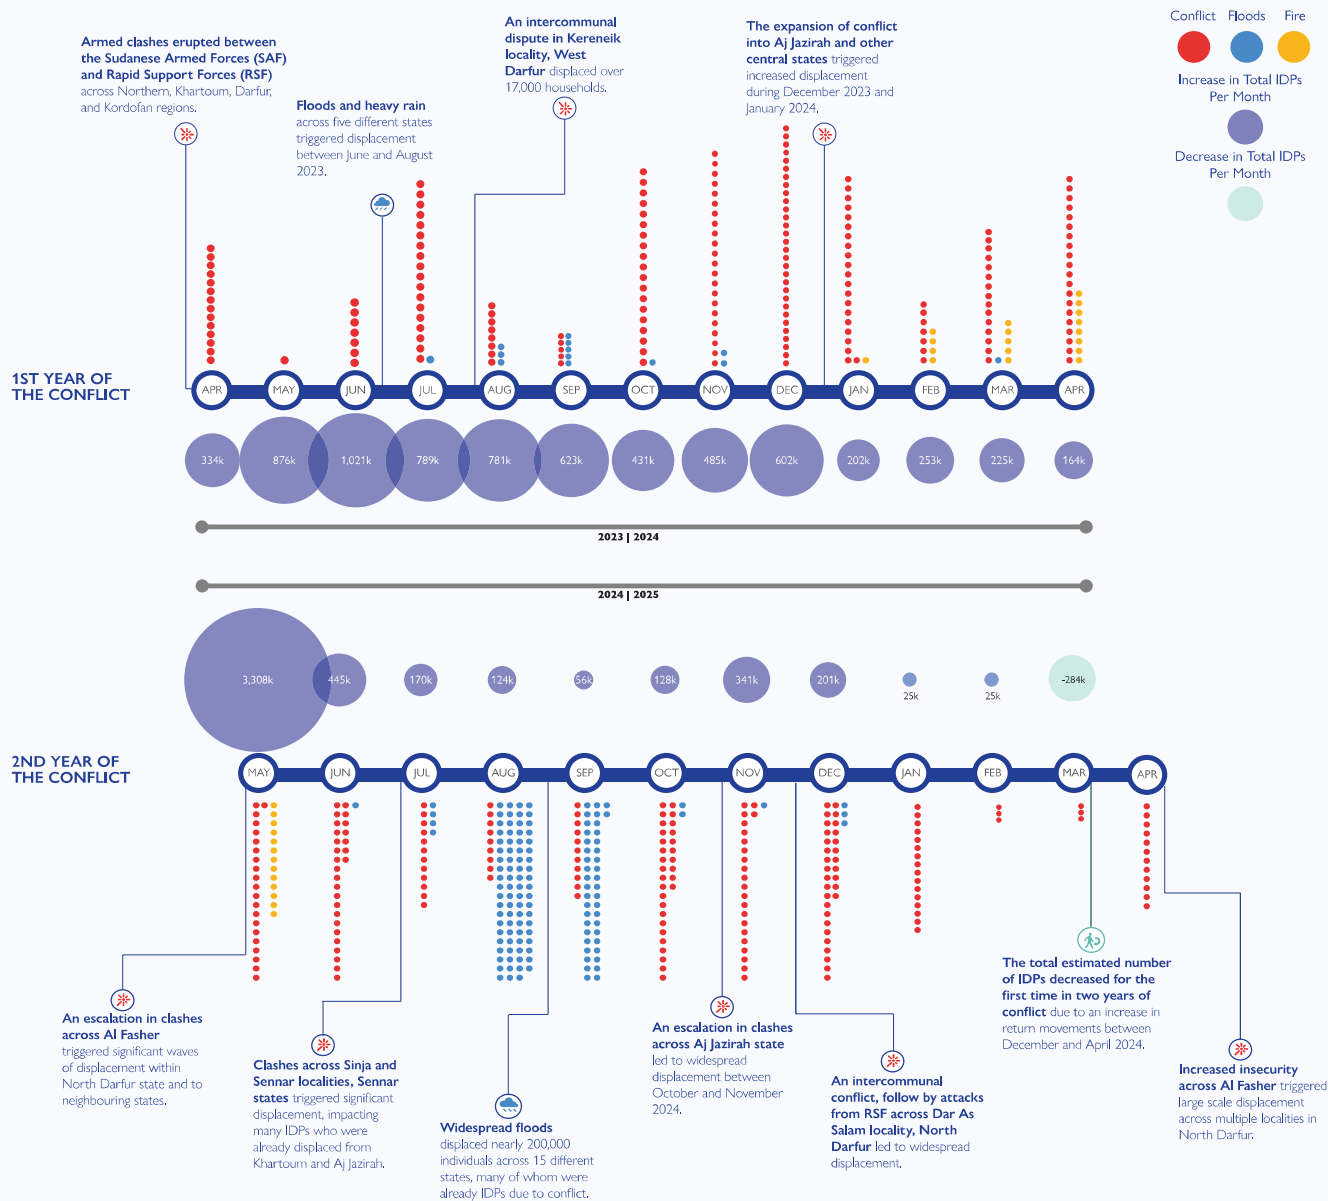 Conflict Floods Fire
Increase in Total IDPs
Per Month
Decrease in Total IDPs
Per Month
Armed clashes erupted between
the Sudanese Armed Forces (SAF)
and Rapid Support Forces (RSF)
across Northern, Khartoum, Darfur,
and Kordofan regions.
Floods and heavy rain
across five different states
triggered displacement
between June and August
2023.
An intercommunal
dispute in Kereneik
locality, West
Darfur displaced over
17,000 households.
The expansion of conflict
into Aj Jazirah and other
central states triggered
increased displacement
during December 2023 and
January 2024.
1ST YEAR OF
THE CONFLICT
APR MAY JUN JUL AUG SEP OCT NOV DEC JAN FEB MAR APR
334k 876k 1,021k 789k 781k 623k 431k 485k 602k 202k 253k 225k 164k
2023 | 2024
2024 | 2025
3,308k 445k 170k 124k 56k 128k 341k 201k 25k 25k -284k
2ND YEAR OF
THE CONFLICT
MAY JUN JUL AUG SEP OCT NOV DEC JAN FEB MAR APR
An escalation in clashes
across Al Fasher
triggered significant waves
of displacement within
North Darfur state and to
neighbouring states.
Clashes across Sinja and
Sennar localities, Sennar
states triggered significant
displacement, impacting
many IDPs who were
already displaced from
Khartoum and Aj Jazirah.
Widespread floods
displaced nearly 200,000
individuals across 15 different
states, many of whom were
already IDPs due to conflict.
An escalation in clashes
across Aj Jazirah state
led to widespread
displacement between
October and November
2024.
An intercommunal
conflict, follow by attacks
from RSF across Dar As
Salam locality, North
Darfur led to widespread
displacement.
The total estimated number
of IDPs decreased for the
first time in two years of
conflict due to an increase in
return movements between
December and April 2024.
Increased insecurity
across Al Fasher triggered
large scale displacement
across multiple localities in
North Darfur.